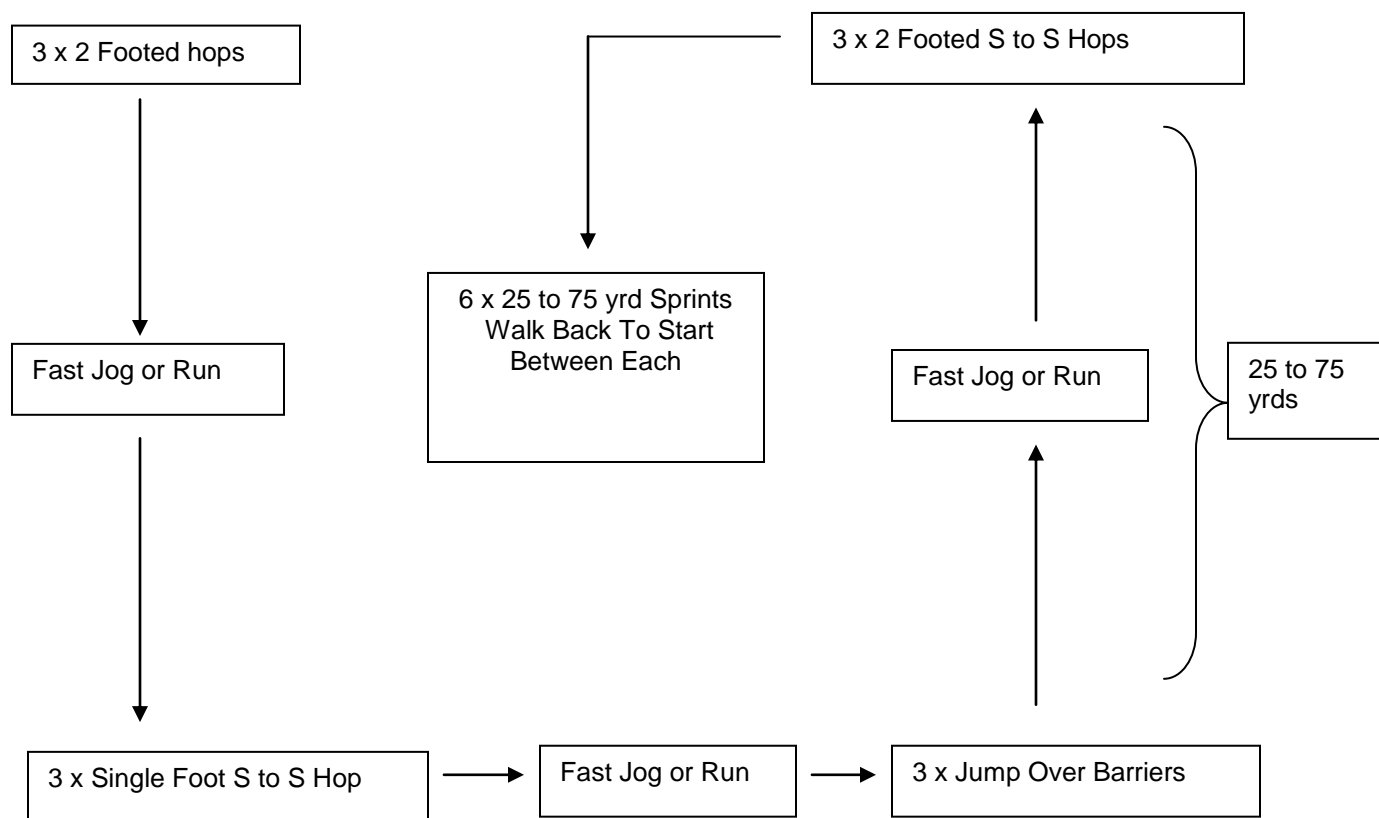 3 x 2 Footed hops
3 x 2 Footed S to S Hops
6 x 25 to 75 yrd Sprints
Walk Back To Start
Between Each
Fast Jog or Run
Fast Jog or Run
25 to 75
yrds
3 x Single Foot S to S Hop
Fast Jog or Run
3 x Jump Over Barriers